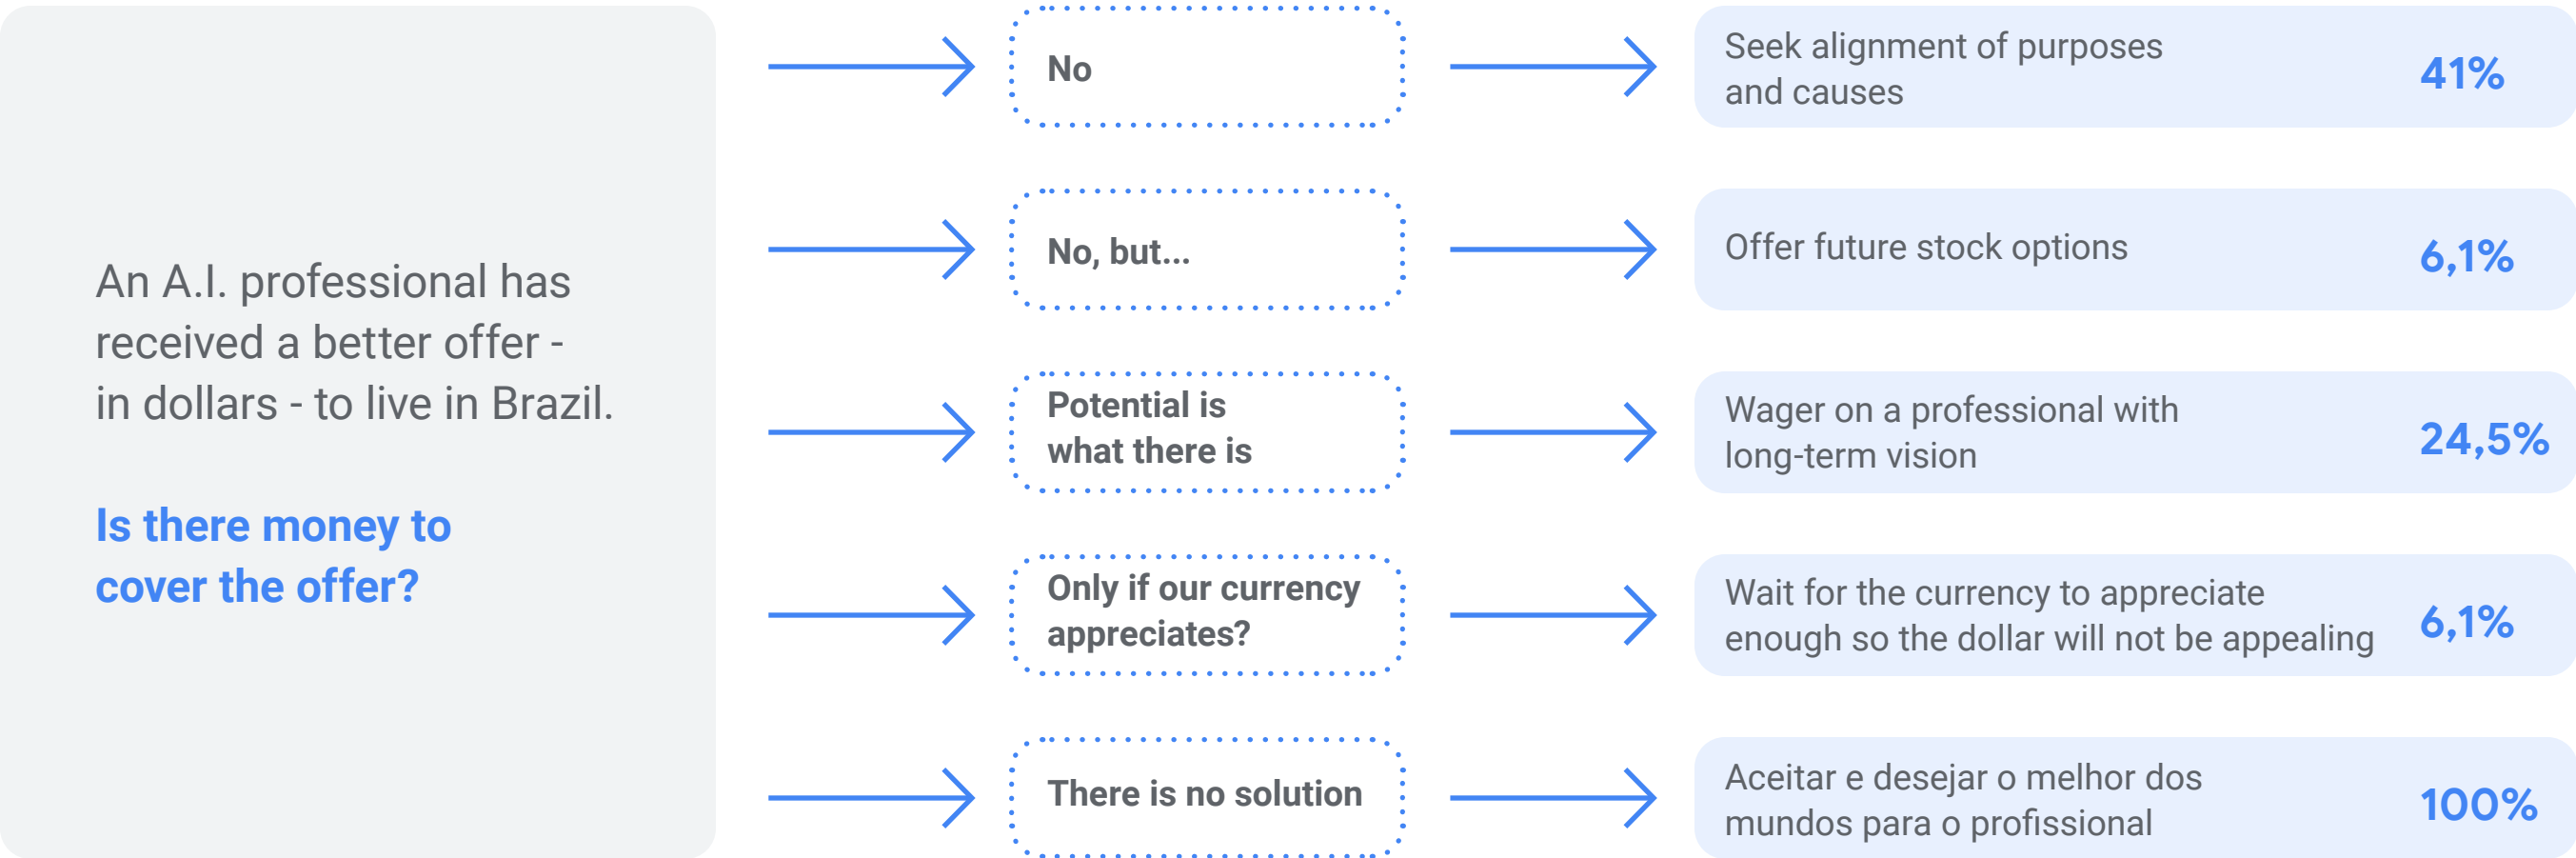 An A.I. professional has
received a better offer -
in dollars - to live in Brazil.
Is there money to
cover the offer?
No
Seek alignment of purposes
and causes
41%
No, but...
Offer future stock options
6,1%
Potential is
what there is
Wager on a professional with
long-term vision
24,5%
Only if our currency
appreciates?
Wait for the currency to appreciate
enough so the dollar will not be appealing
6,1%
There is no solution
Aceitar e desejar o melhor dos
mundos para o profissional
100%